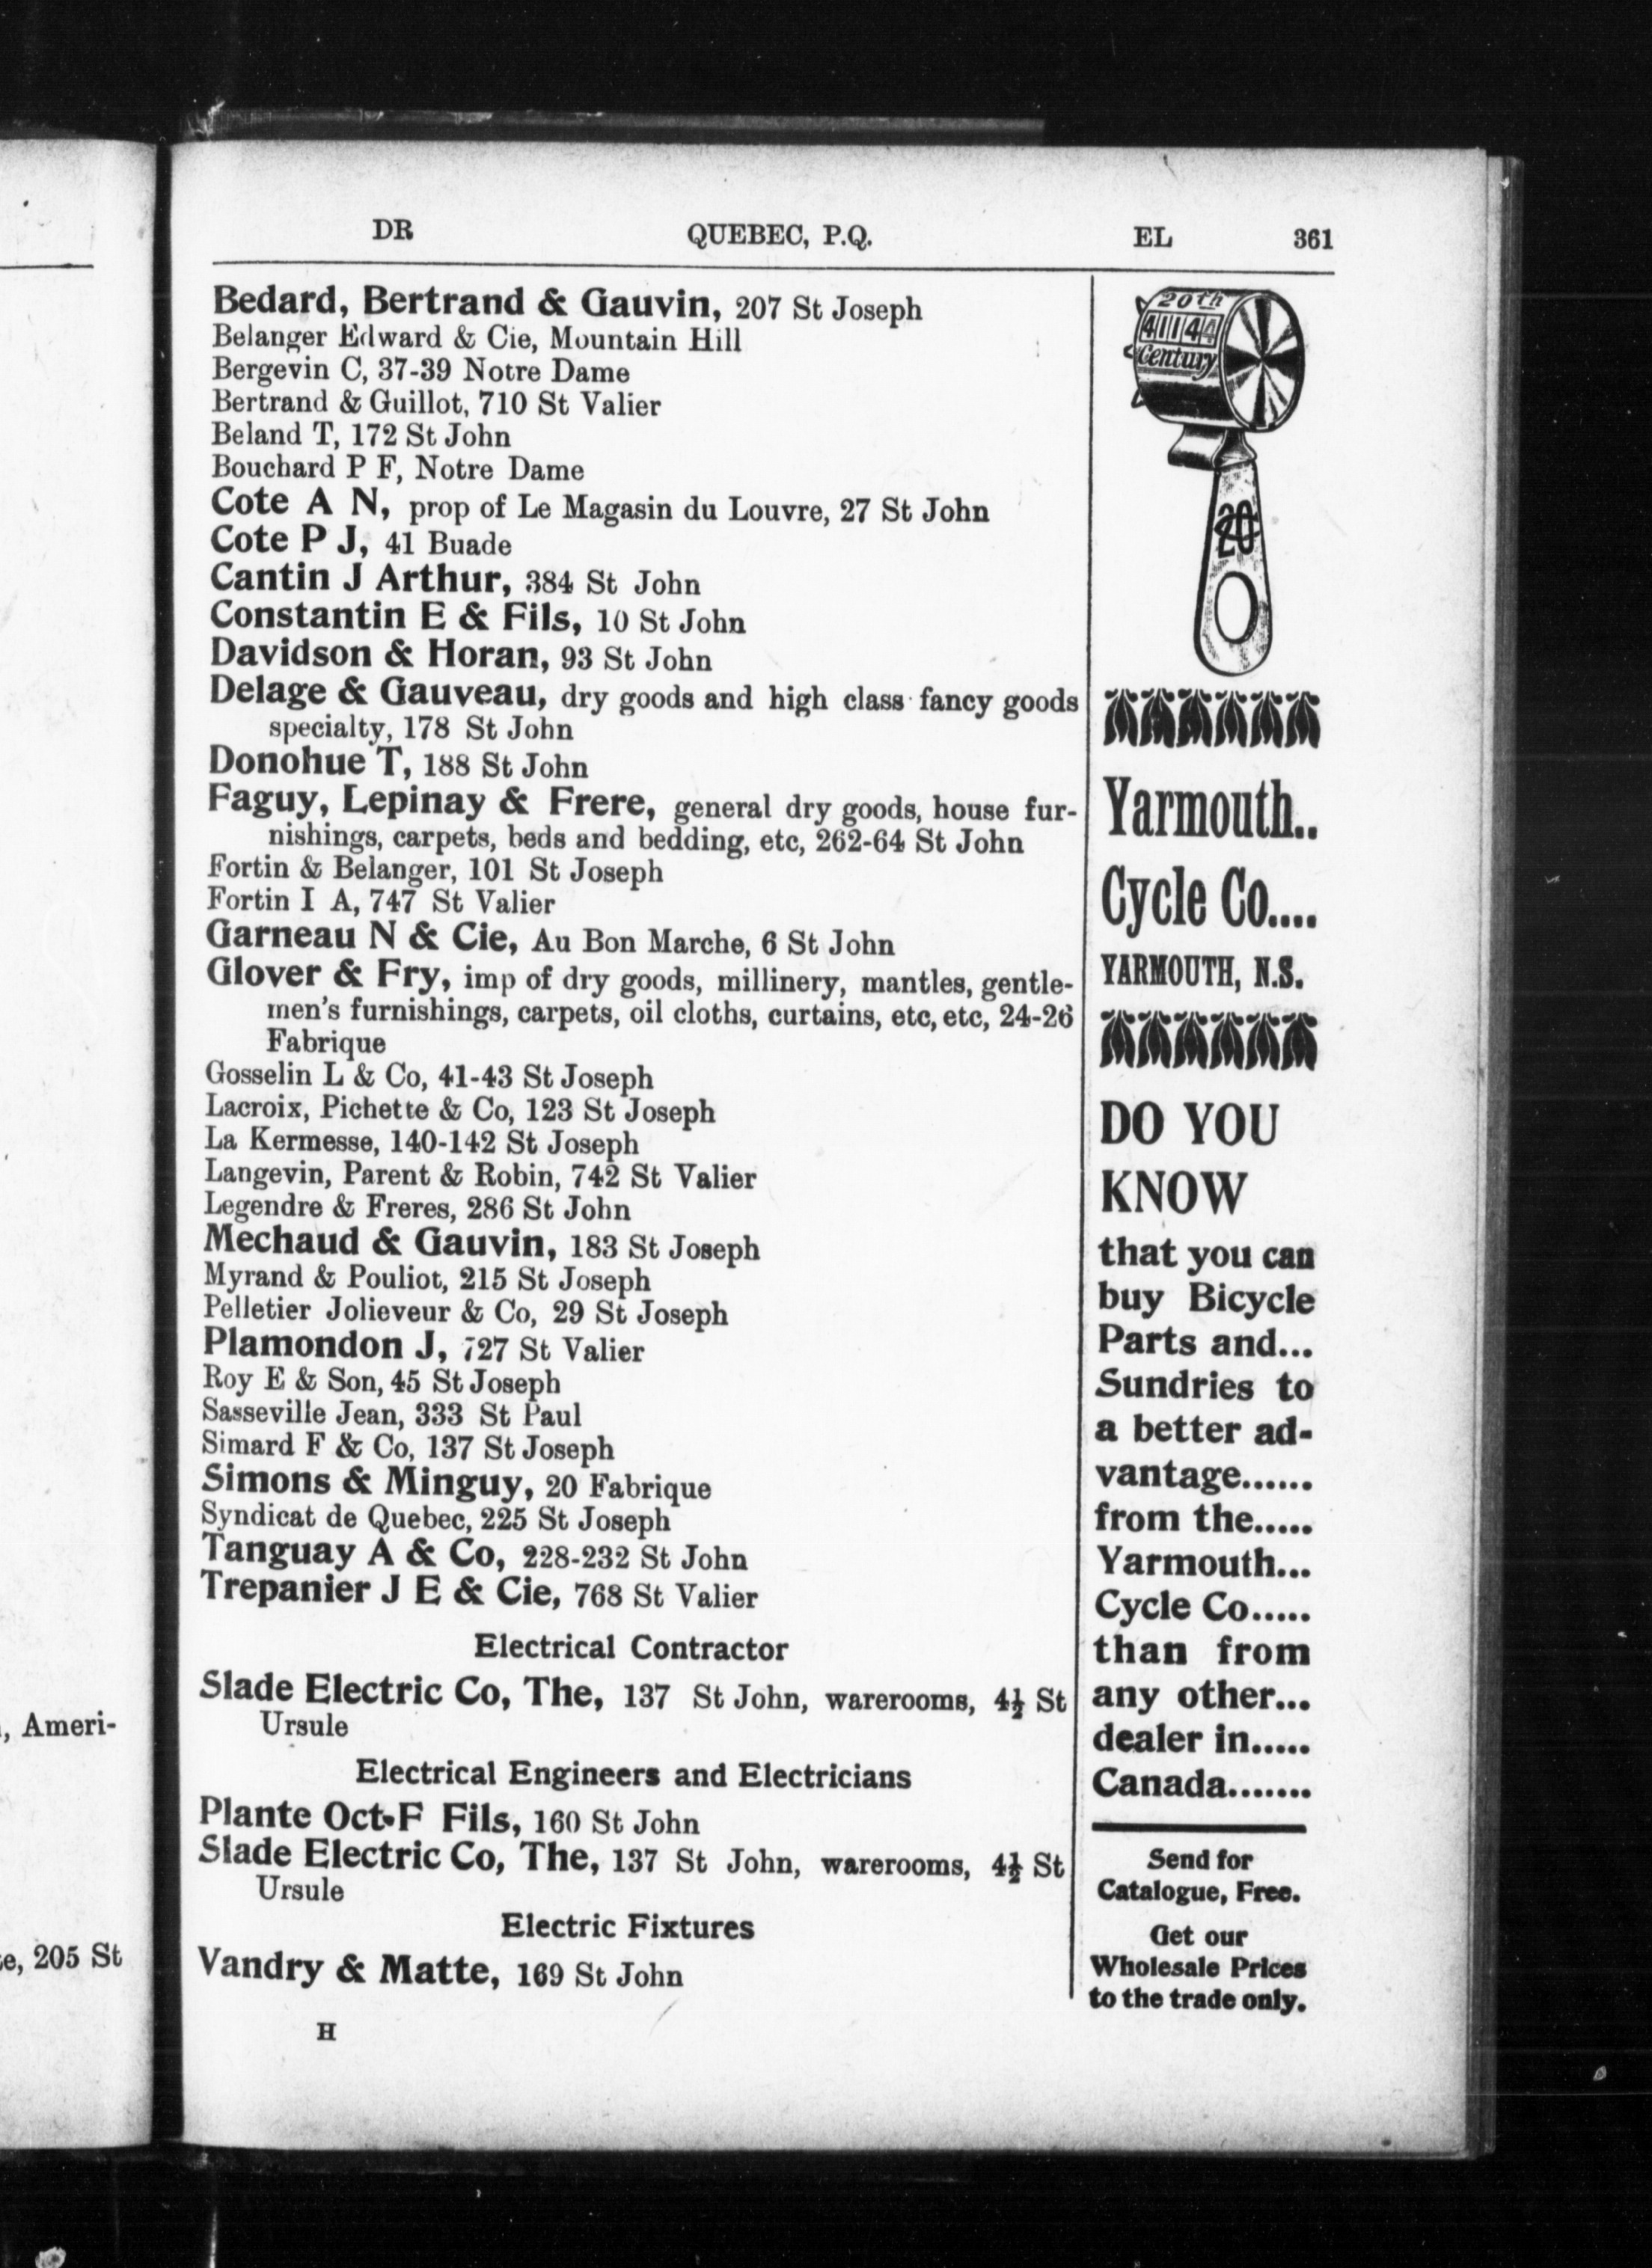 DR QUEBEC, P.Q. EL 361
Bedard, Bertrand & Gauvin, 207 St Joseph
Belanger Edward & Cie, Mountain Hill
Bergevin C, 37-39 Notre Dame
Bertrand & Guillot, 710 St Valier
Beland T, 172 St John
Bouchard P F, Notre Dame
Cote A N, prop of Le Magasin du Louvre, 27 St John
Cote P J, 41 Buade
Cantin J Arthur, 384 St John
Constantin E & Fils, 10 St John
Davidson & Horan, 93 St John
Delage & Gauveau, dry goods and high class fancy goods
specialty, 178 St John
Donohue T, 188 St John
Faguy, Lepinay & Frere, general dry goods, house fur-
nishings, carpets, beds and bedding, etc, 262-64 St John
Fortin & Belanger, 101 St Joseph
Fortin I A, 747 St Valier
Garneau N & Cie, Au Bon Marche, 6 St John
Glover & Fry, imp of dry goods, millinery, mantles, gentle-
men's furnishings, carpets, oil cloths, curtains, etc, etc, 24-26
Fabrique
Gosselin L & Co, 41-43 St Joseph
Lacroix, Pichette & Co, 123 St Joseph
La Kermesse, 140-142 St Joseph
Langevin, Parent & Robin, 742 St Valier
Legendre & Freres, 286 St John
Mechaud & Gauvin, 183 St Joseph
Myrand & Pouliot, 215 St Joseph
Pelletier Jolieveur & Co, 29 St Joseph
Plamondon J, 727 St Valier
Roy E & Son, 45 St Joseph
Sasseville Jean, 333 St Paul
Simard F & Co, 137 St Joseph
Simons & Minguy, 20 Fabrique
Syndicat de Quebec, 225 St Joseph
Tanguay A & Co, 228-232 St John
Trepanier J E & Cie, 768 St Valier
Electrical Contractor
Slade Electric Co, The, 137 St John, warerooms, 4½ St
Ursule
Electrical Engineers and Electricians
Plante Oct-F Fils, 160 St John
Slade Electric Co, The, 137 St John, warerooms, 4½ St
Ursule
Electric Fixtures
Vandry & Matte, 169 St John
H
20th
41144
Century
20
Yarmouth..
Cycle Co....
YARMOUTH, N.S.
DO YOU
KNOW
that you can
buy Bicycle
Parts and...
Sundries to
a better ad-
vantage......
from the.....
Yarmouth...
Cycle Co.....
than from
any other...
dealer in.....
Canada.......
Send for
Catalogue, Free.
Get our
Wholesale Prices
to the trade only.
, Ameri-
e, 205 St